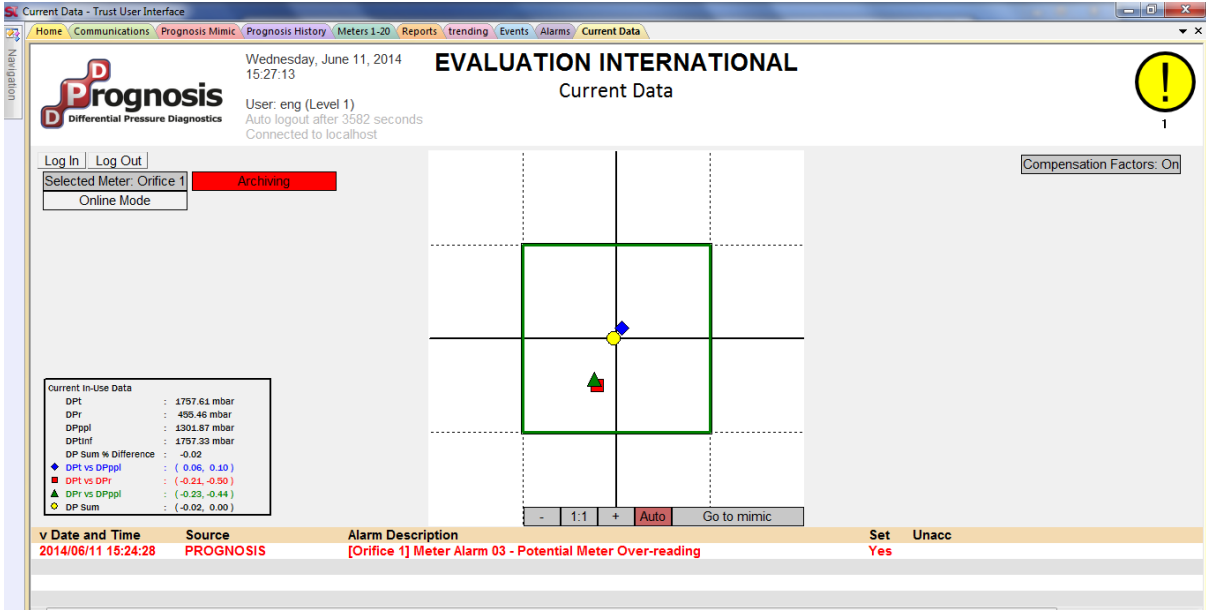 Current Data - Trust User Interface
Home Communications Prognosis Mimic Prognosis History Meters 1-20 Reports trending Events Alarms Current Data
Navigation
D
Prognosis
D
Differential Pressure Diagnostics
Wednesday, June 11, 2014
15:27:13
User: eng (Level 1)
Auto logout after 3582 seconds
Connected to localhost
EVALUATION INTERNATIONAL
Current Data
!
1
Log In Log Out
Selected Meter: Orifice 1 Archiving
Online Mode
Compensation Factors: On
Current In-Use Data
DPt : 1757.61 mbar
DPr : 455.46 mbar
DPppl : 1301.87 mbar
DPtinf : 1757.33 mbar
DP Sum % Difference : -0.02
DPt vs DPppl : ( 0.06, 0.10 )
DPt vs DPr : ( -0.21, -0.50 )
DPr vs DPppl : ( -0.23, -0.44 )
DP Sum : ( -0.02, 0.00 )
- 1:1 + Auto Go to mimic
v Date and Time Source Alarm Description Set Unacc
2014/06/11 15:24:28 PROGNOSIS [Orifice 1] Meter Alarm 03 - Potential Meter Over-reading Yes